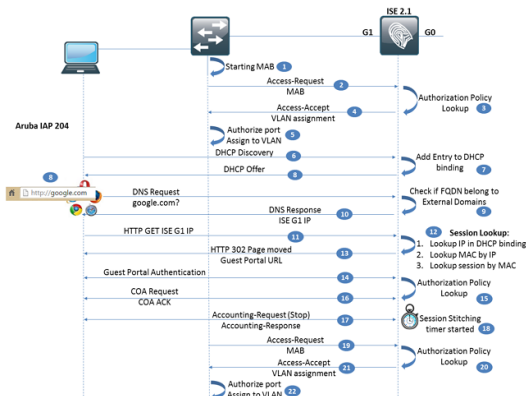 ISE 2.1
G1
G0
Starting MAB 1
Access-Request 2
MAB
Access-Accept 4
VLAN assignment
Authorization Policy
Lookup 3
Aruba IAP 204
Authorize port
Assign to VLAN 5
DHCP Discovery 6
Add Entry to DHCP
binding 7
DHCP Offer 8
8
http://google.com
DNS Request
google.com?
Check if FQDN belong to
External Domains 9
DNS Response 10
ISE G1 IP
HTTP GET ISE G1 IP 11
12 Session Lookup:
1. Lookup IP in DHCP binding
2. Lookup MAC by IP
3. Lookup session by MAC
HTTP 302 Page moved 13
Guest Portal URL
Guest Portal Authentication 14
Authorization Policy
Lookup 15
COA Request 16
COA ACK
Accounting-Request (Stop) 17
Accounting-Response
Session Stitching
timer started 18
Access-Request 19
MAB
Authorization Policy
Lookup 20
Access-Accept 21
VLAN assignment
Authorize port
Assign to VLAN 22